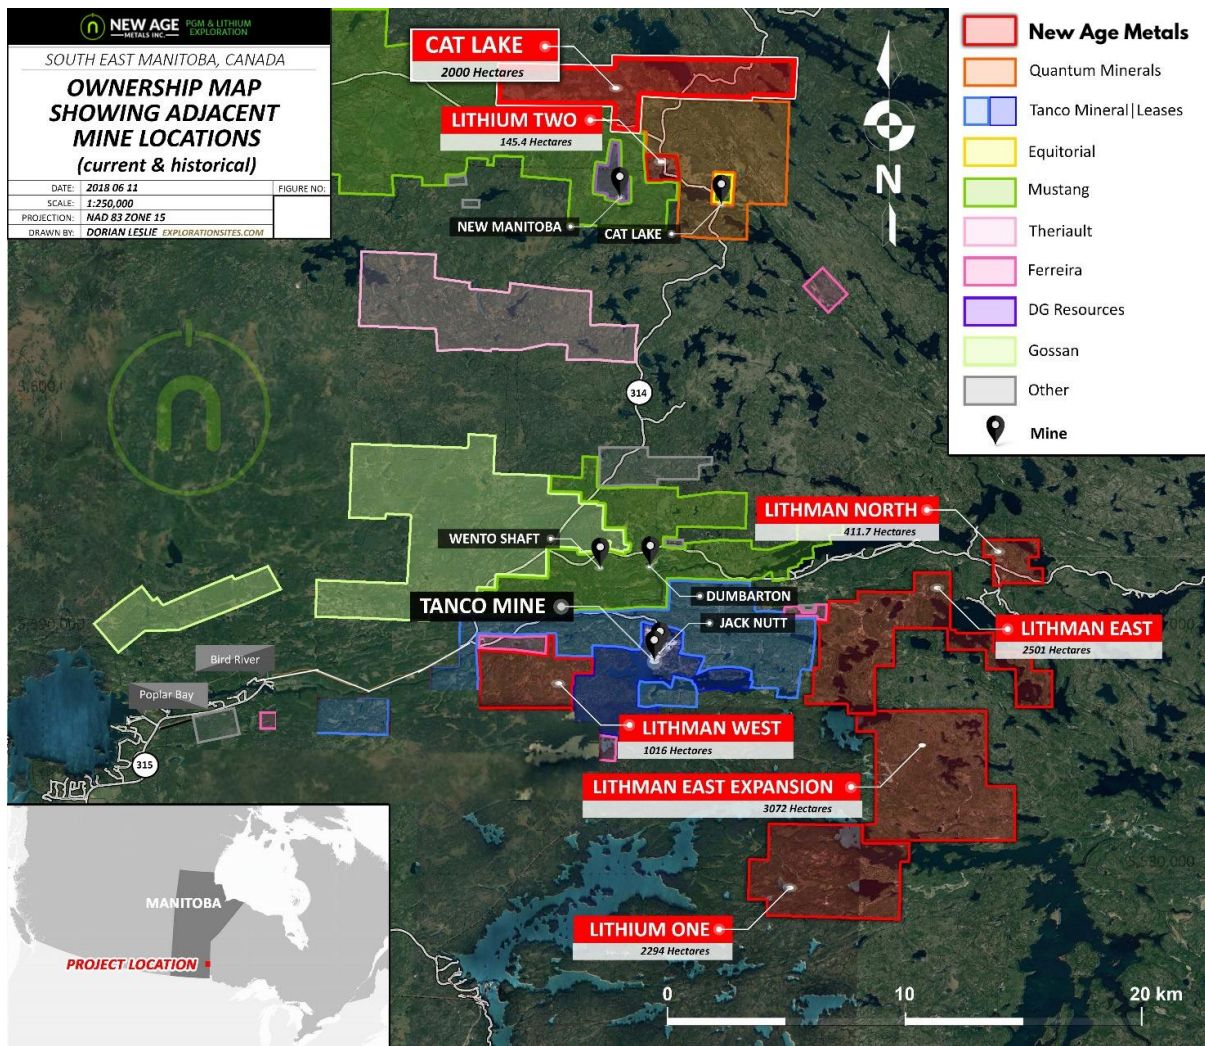 NEW AGE
METALS INC.
PGM & LITHIUM
EXPLORATION
SOUTH EAST MANITOBA, CANADA
OWNERSHIP MAP
SHOWING ADJACENT
MINE LOCATIONS
(current & historical)
DATE: 2018 06 11
FIGURE NO:
SCALE: 1:250,000
PROJECTION: NAD 83 ZONE 15
DRAWN BY: DORIAN LESLIE EXPLORATIONSITES.COM
CAT LAKE
2000 Hectares
LITHIUM TWO
145.4 Hectares
NEW MANITOBA
CAT LAKE
N
New Age Metals
Quantum Minerals
Tanco Mineral|Leases
Equitorial
Mustang
Theriault
Ferreira
DG Resources
Gossan
Other
Mine
314
LITHMAN NORTH
411.7 Hectares
WENTO SHAFT
DUMBARTON
TANCO MINE
JACK NUTT
LITHMAN EAST
2501 Hectares
Bird River
Poplar Bay
315
LITHMAN WEST
1016 Hectares
LITHMAN EAST EXPANSION
3072 Hectares
LITHIUM ONE
2294 Hectares
MANITOBA
PROJECT LOCATION
0 10 20 km